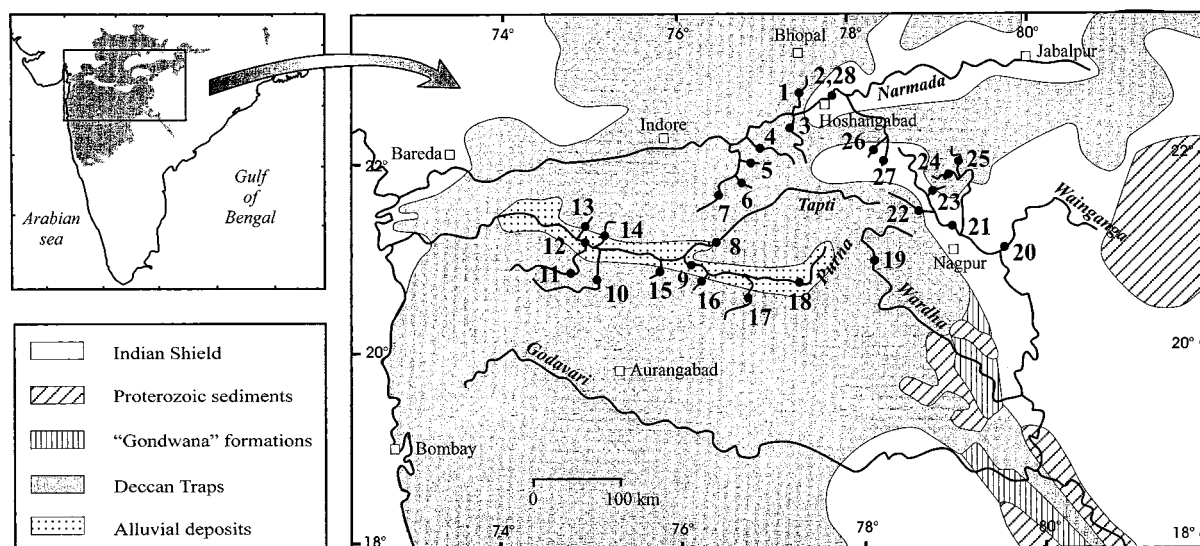 Arabian
sea
Gulf
of
Bengal
Indian Shield
Proterozoic sediments
"Gondwana" formations
Deccan Traps
Alluvial deposits
74°
76°
78°
80°
Bhopal
Jabalpur
2,28
1
Narmada
3
Hoshangabad
Indore
4
Bareda
26
22°
22°
5
24
25
27
6
23
7
Tapti
22
Wainganga
13
14
21
12
8
20
Purna
19
Nagpur
11
10
15
9
16
18
17
Wardha
20°
20°
Godavari
Aurangabad
Bombay
0
100 km
74°
76°
78°
80°
18°
18°